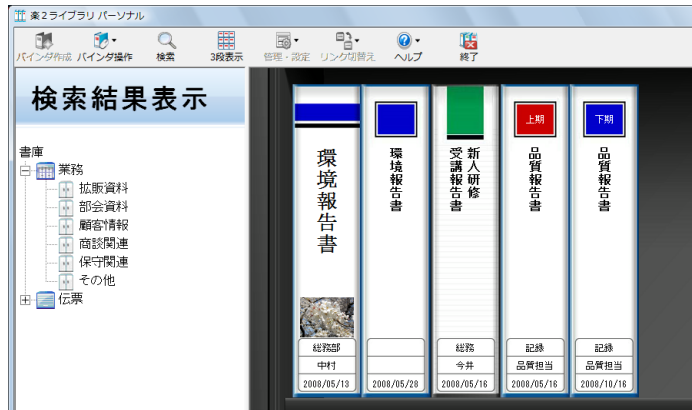 楽2ライブラリ パーソナル
バインダ作成 バインダ操作 検索 3段表示 管理・設定 リンク切替え ヘルプ 終了
検索結果表示
書庫
業務
拡販資料
部会資料
顧客情報
商談関連
保守関連
その他
伝票
環境報告書
総務部
中村
2008/05/13
環境報告書
2008/05/28
新人研修
受講報告書
総務
今井
2008/05/16
上期
品質報告書
記録
品質担当
2008/05/16
下期
品質報告書
記録
品質担当
2008/10/16